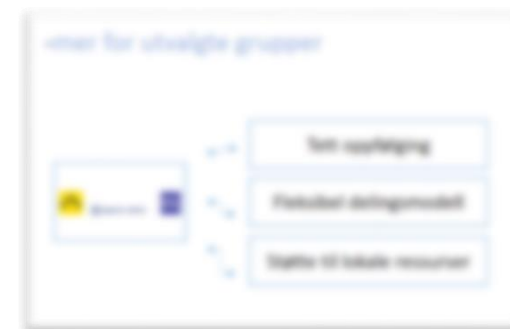 -mer for utvalgte grupper
Tett oppfølging
Fleksibel delingsmodell
Støtte til lokale ressurser